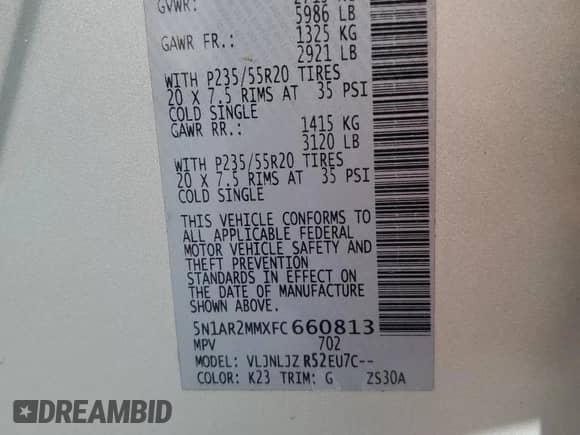 GVWR: 2715 KG
5986 LB
GAWR FR.: 1325 KG
2921 LB
WITH P235/55R20 TIRES
20 X 7.5 RIMS AT 35 PSI
COLD SINGLE
GAWR RR.: 1415 KG
3120 LB
WITH P235/55R20 TIRES
20 X 7.5 RIMS AT 35 PSI
COLD SINGLE
THIS VEHICLE CONFORMS TO
ALL APPLICABLE FEDERAL
MOTOR VEHICLE SAFETY AND
THEFT PREVENTION
STANDARDS IN EFFECT ON
THE DATE OF MANUFACTURE
SHOWN ABOVE.
5N1AR2MMXFC660813
MPV 702
MODEL: VLJNLJZ R52EU7C--
COLOR: K23 TRIM: G ZS30A
DREAMBID